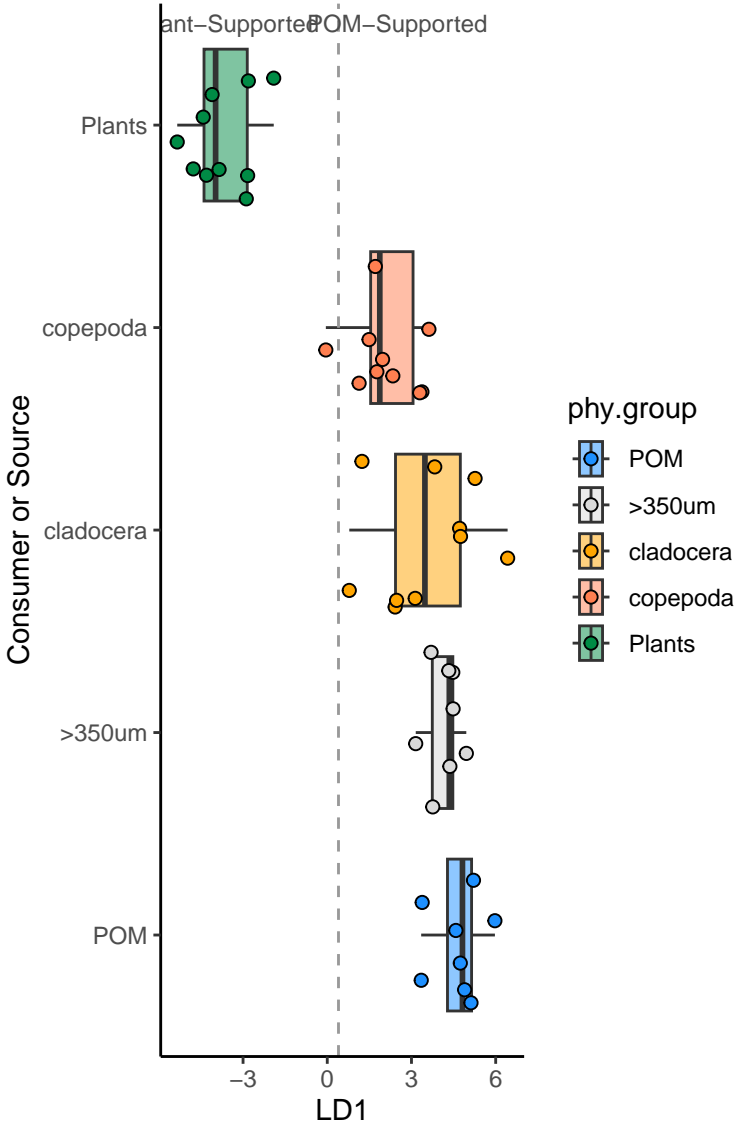 ant−Supported
POM−Supported
Plants
copepoda
cladocera
>350um
POM
Consumer or Source
−3 0 3 6
LD1
phy.group
POM
>350um
cladocera
copepoda
Plants